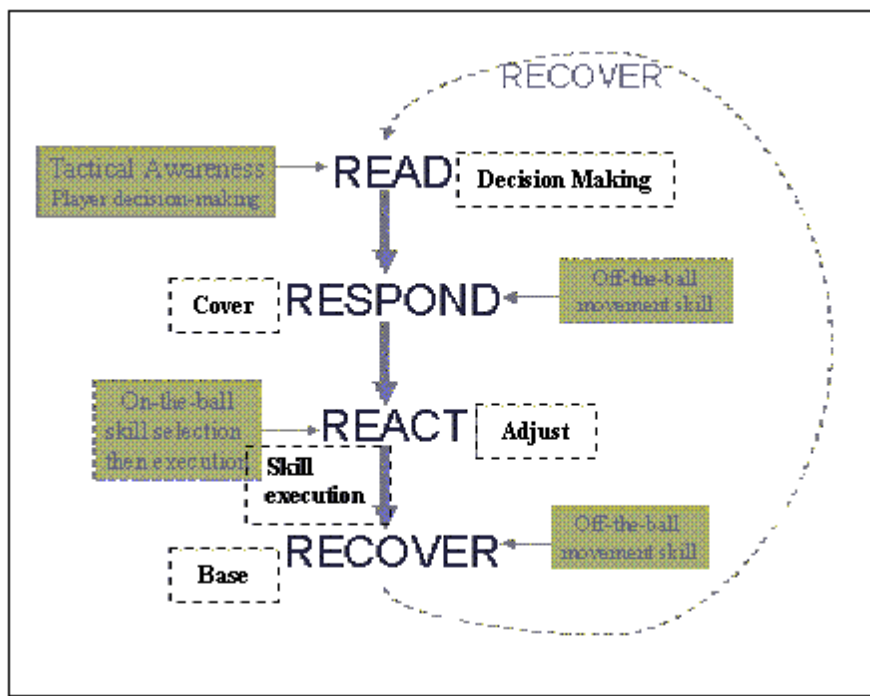 RECOVER
Tactical Awareness
Player decision-making
READ
Decision Making
Cover
RESPOND
Off-the-ball
movement skill
On-the-ball
skill selection
then execution
REACT
Adjust
Skill
execution
Base
RECOVER
Off-the-ball
movement skill